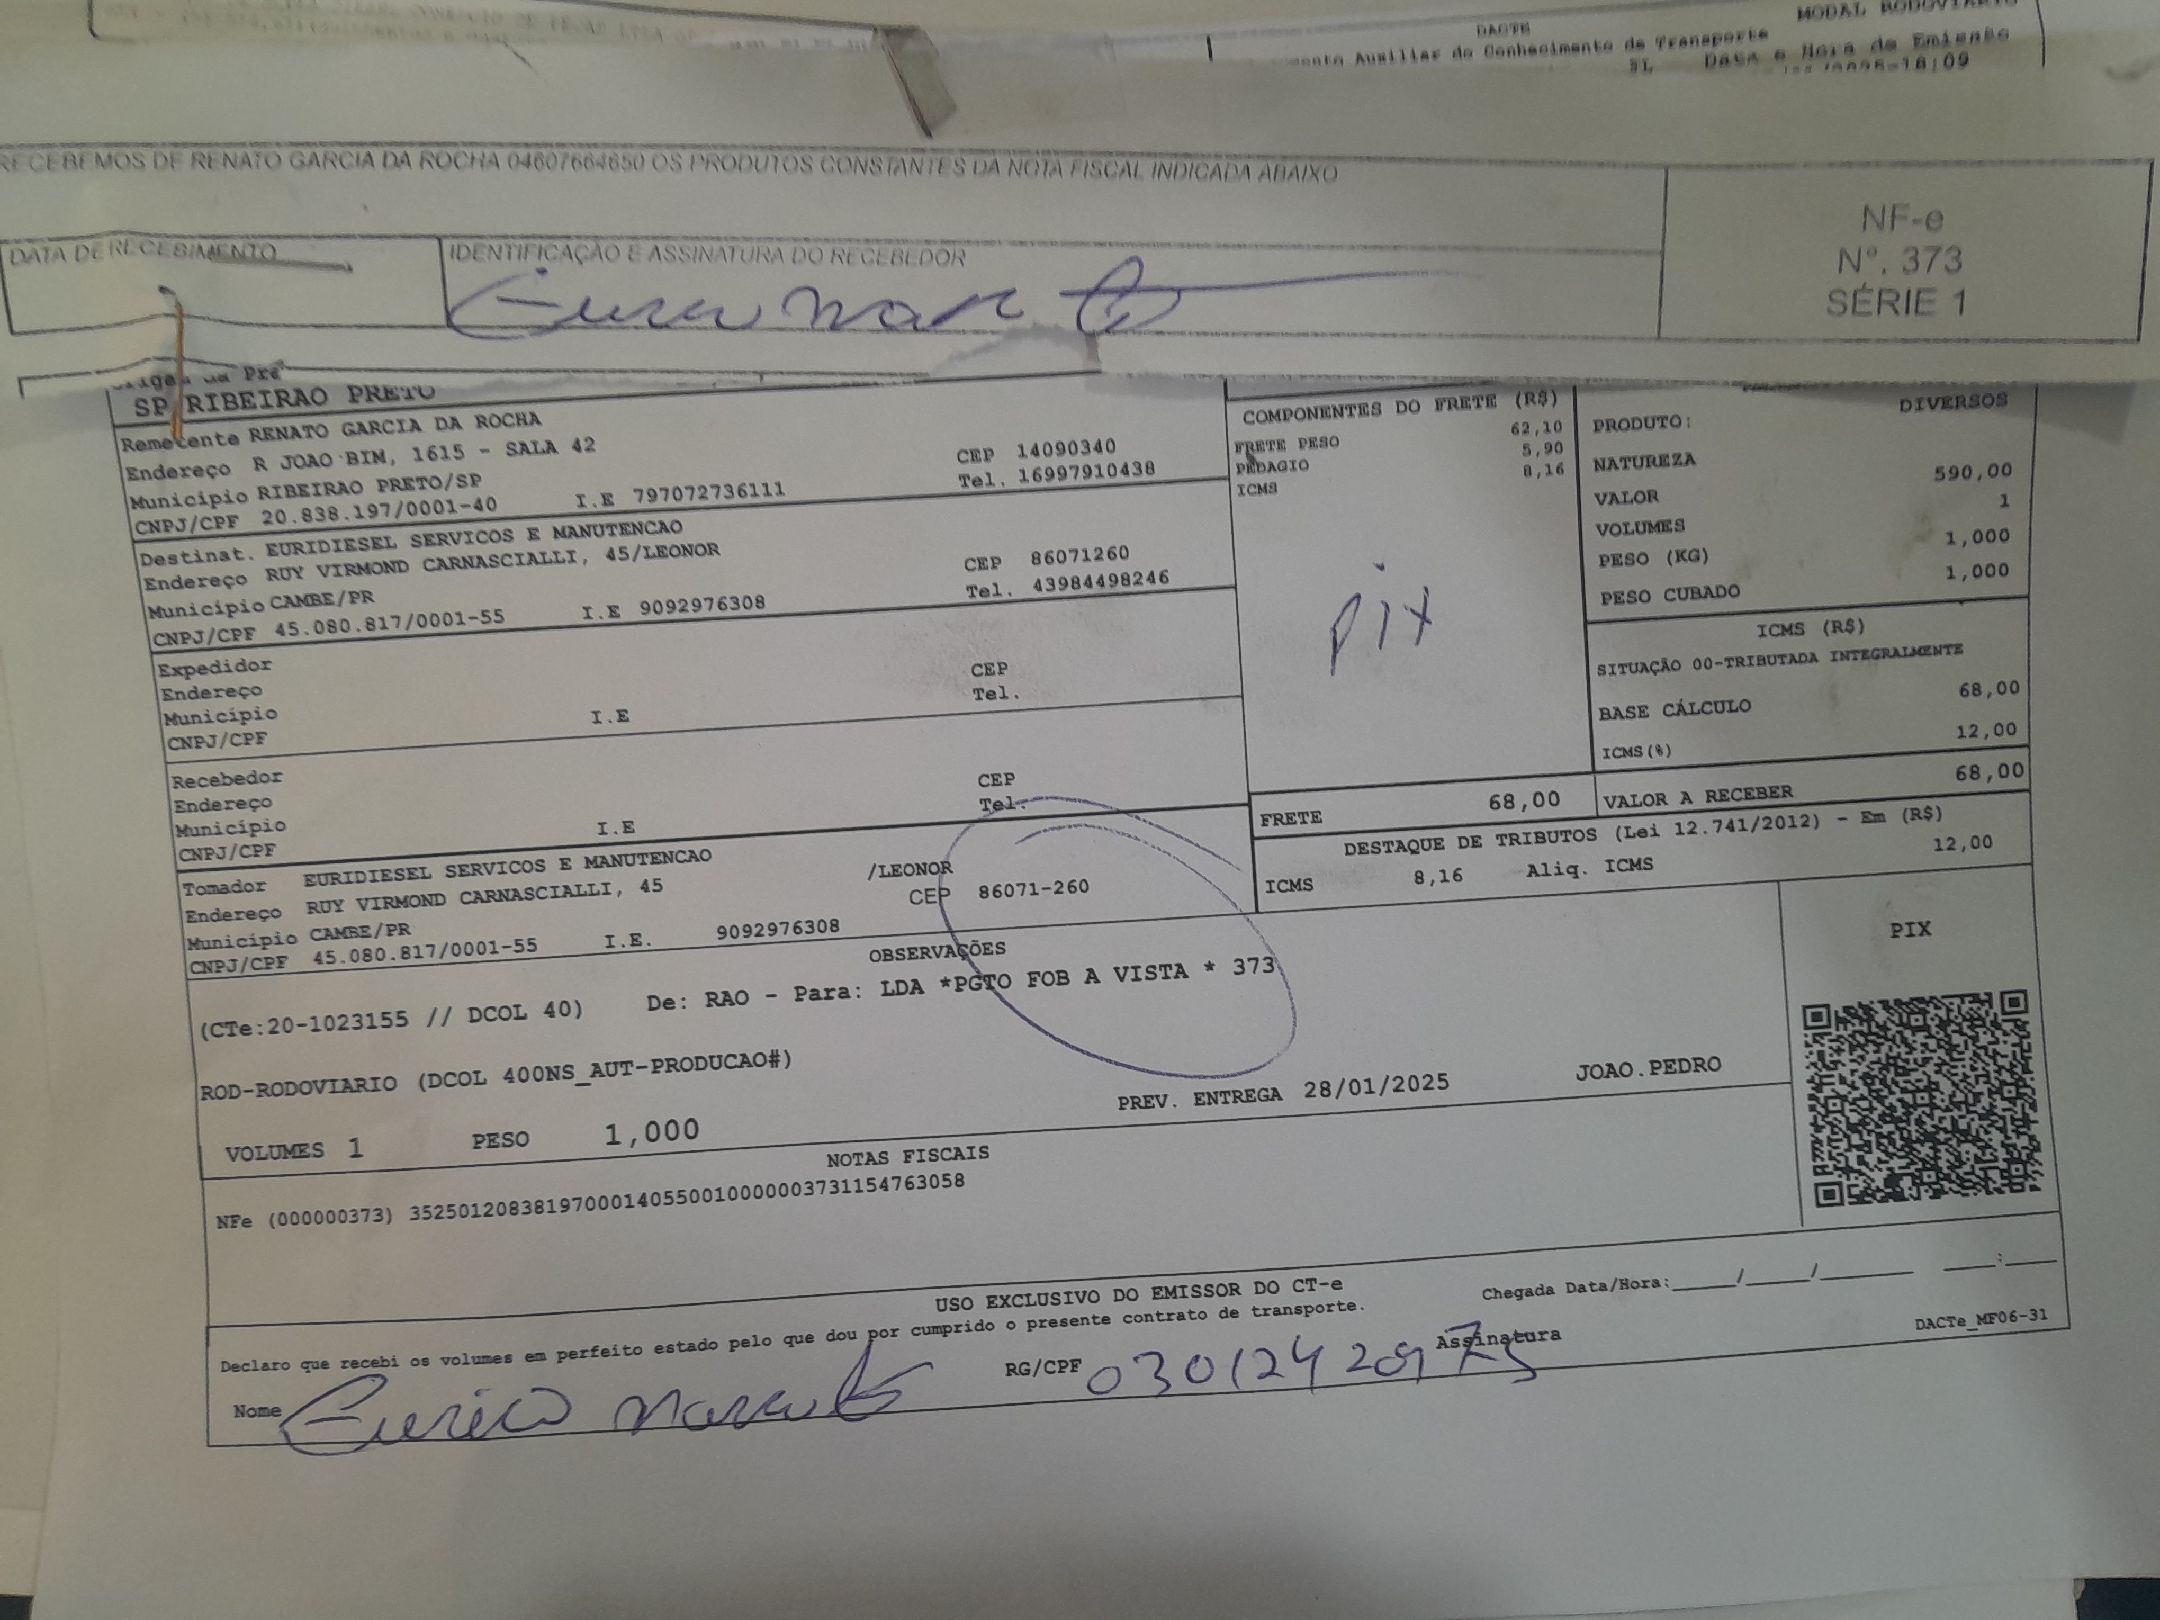 MODAL RODOVIÁRIO
DACTE
Auxiliar do Conhecimento de Transporte
Data e Hora de Emissão
18:09
RECEBEMOS DE RENATO GARCIA DA ROCHA 04607664650 OS PRODUTOS CONSTANTES DA NOTA FISCAL INDICADA ABAIXO
DATA DE RECEBIMENTO
IDENTIFICAÇÃO E ASSINATURA DO RECEBEDOR
NF-e
N°. 373
SÉRIE 1
SP/RIBEIRAO PRETO
Remetente RENATO GARCIA DA ROCHA
Endereço R JOAO BIM, 1615 - SALA 42 CEP 14090340
Município RIBEIRAO PRETO/SP Tel. 16997910438
CNPJ/CPF 20.838.197/0001-40 I.E 797072736111
Destinat. EURIDIESEL SERVICOS E MANUTENCAO
Endereço RUY VIRMOND CARNASCIALLI, 45/LEONOR CEP 86071260
Município CAMBE/PR Tel. 43984498246
CNPJ/CPF 45.080.817/0001-55 I.E 9092976308
Expedidor
Endereço CEP
Município Tel.
CNPJ/CPF I.E
Recebedor
Endereço CEP
Município Tel.
CNPJ/CPF I.E
Tomador EURIDIESEL SERVICOS E MANUTENCAO
Endereço RUY VIRMOND CARNASCIALLI, 45 /LEONOR
Município CAMBE/PR CEP 86071-260
CNPJ/CPF 45.080.817/0001-55 I.E. 9092976308
COMPONENTES DO FRETE (R$)
FRETE PESO 62,10
PEDAGIO 5,90
ICMS 8,16
pix
FRETE 68,00
PRODUTO: DIVERSOS
NATUREZA
VALOR 590,00
VOLUMES 1
PESO (KG) 1,000
PESO CUBADO 1,000
ICMS (R$)
SITUAÇÃO 00-TRIBUTADA INTEGRALMENTE
BASE CÁLCULO 68,00
ICMS(%) 12,00
VALOR A RECEBER 68,00
DESTAQUE DE TRIBUTOS (Lei 12.741/2012) - Em (R$)
ICMS 8,16 Aliq. ICMS 12,00
OBSERVAÇÕES
(CTe:20-1023155 // DCOL 40) De: RAO - Para: LDA *PGTO FOB A VISTA * 373
ROD-RODOVIARIO (DCOL 400NS_AUT-PRODUCAO#)
PREV. ENTREGA 28/01/2025 JOAO.PEDRO
VOLUMES 1 PESO 1,000
PIX
NOTAS FISCAIS
NFe (000000373) 35250120838197000140550010000003731154763058
USO EXCLUSIVO DO EMISSOR DO CT-e
Declaro que recebi os volumes em perfeito estado pelo que dou por cumprido o presente contrato de transporte.
Chegada Data/Hora:_____/_____/_______ ____:____
Nome RG/CPF Assinatura
DACTe_MF06-31